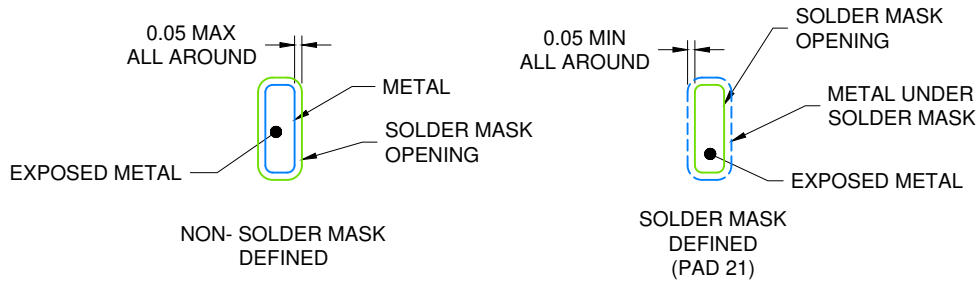 0.05 MAX
ALL AROUND
METAL
SOLDER MASK
OPENING
EXPOSED METAL
NON- SOLDER MASK
DEFINED
0.05 MIN
ALL AROUND
SOLDER MASK
OPENING
METAL UNDER
SOLDER MASK
EXPOSED METAL
SOLDER MASK
DEFINED
(PAD 21)